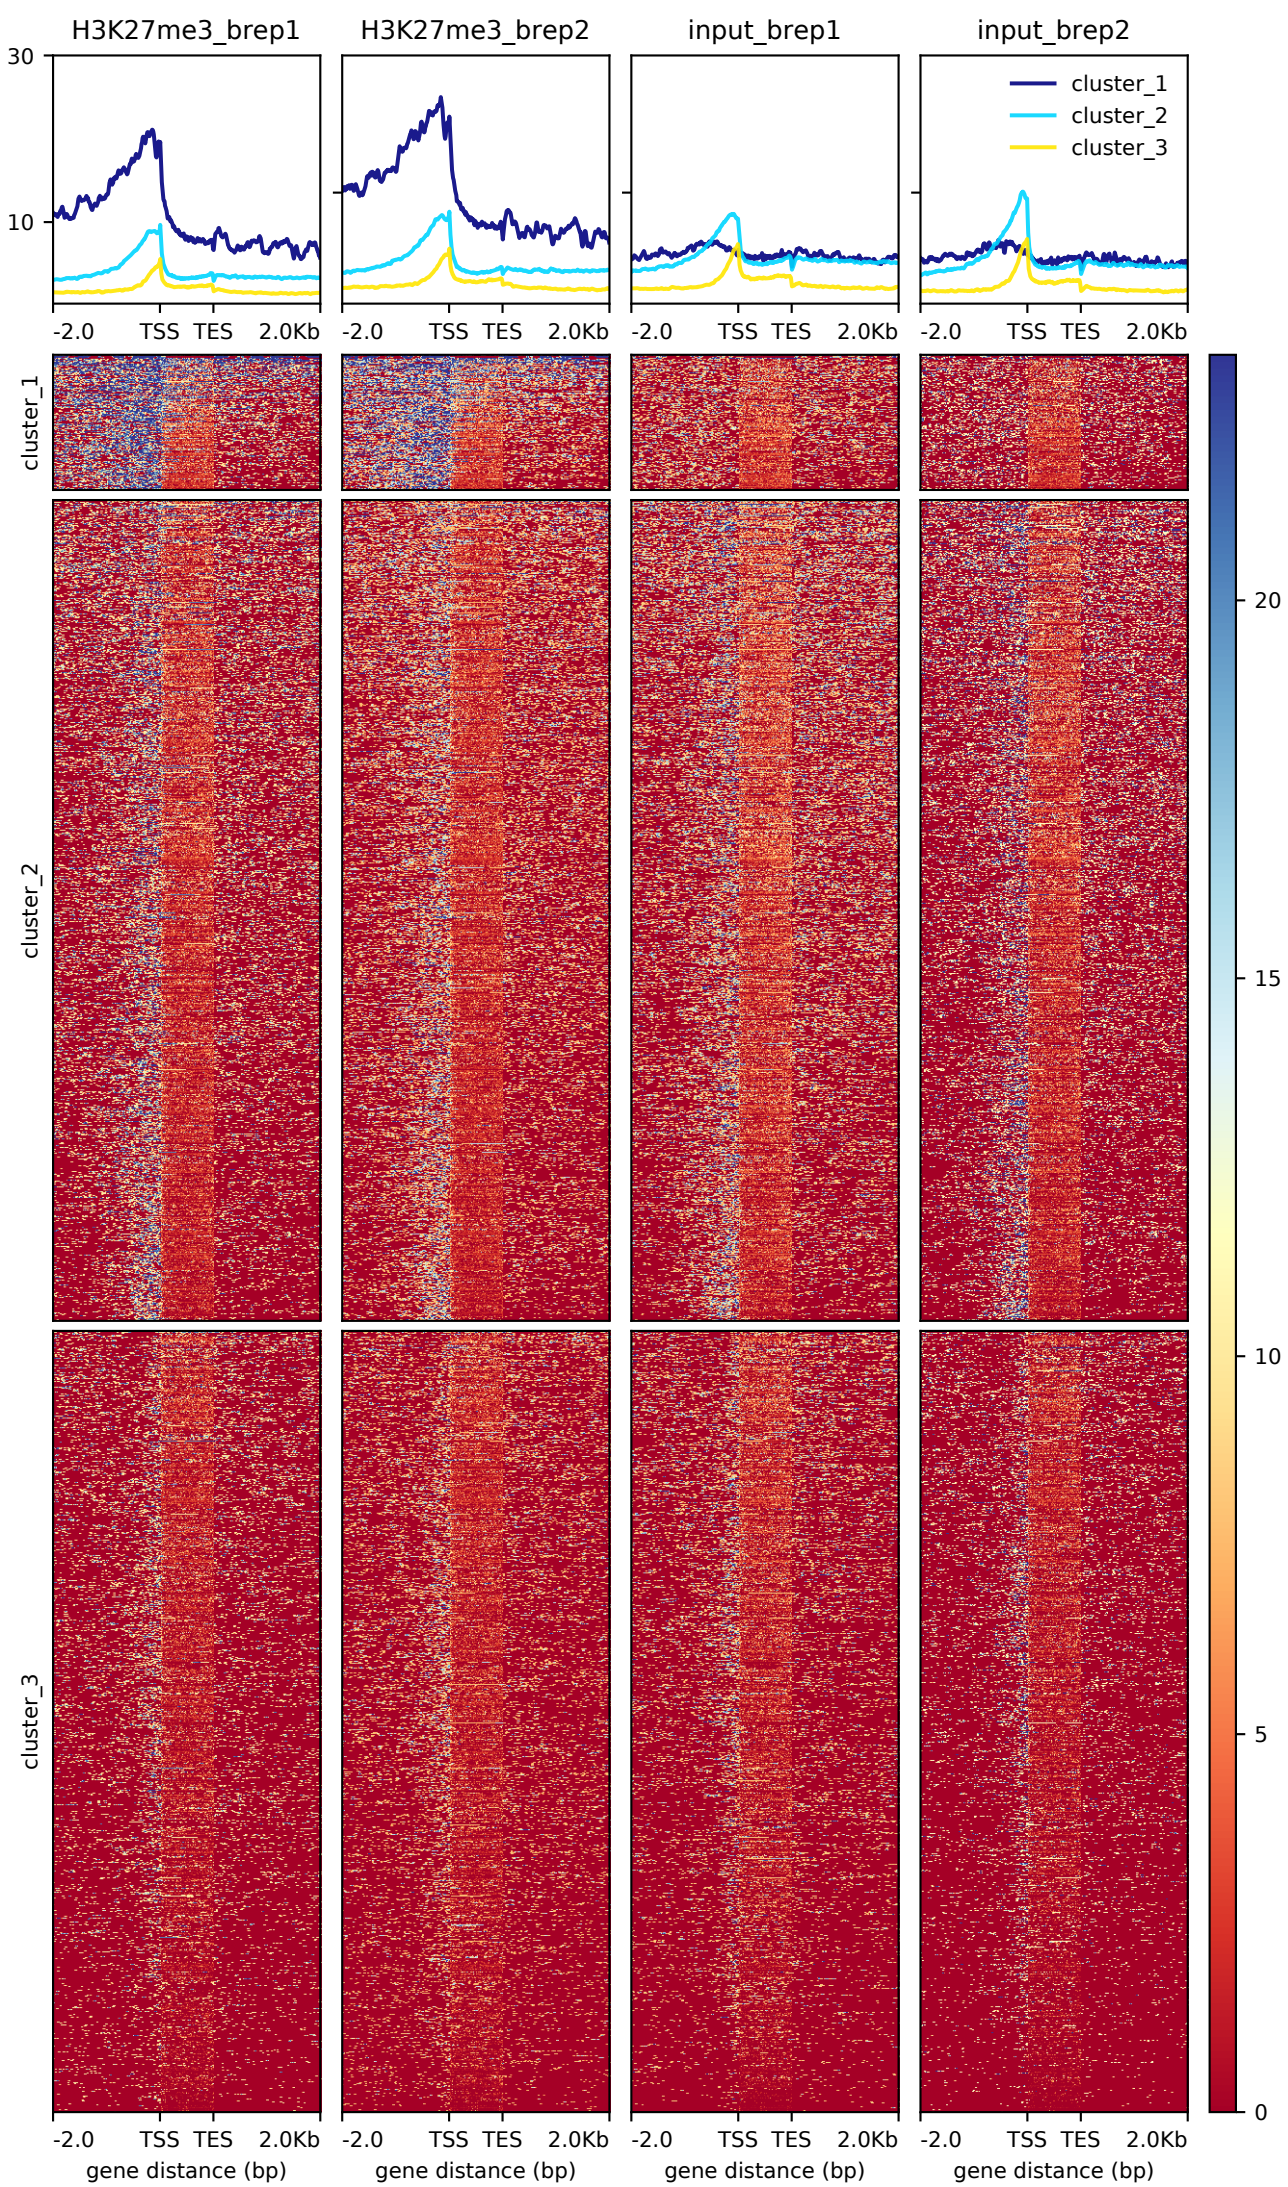 H3K27me3_brep1 H3K27me3_brep2 input_brep1 input_brep2
30
10
cluster_1
cluster_2
cluster_3
-2.0 TSS TES 2.0Kb -2.0 TSS TES 2.0Kb -2.0 TSS TES 2.0Kb -2.0 TSS TES 2.0Kb
cluster_1
cluster_2
cluster_3
20
15
10
5
0
-2.0 TSS TES 2.0Kb -2.0 TSS TES 2.0Kb -2.0 TSS TES 2.0Kb -2.0 TSS TES 2.0Kb
gene distance (bp) gene distance (bp) gene distance (bp) gene distance (bp)